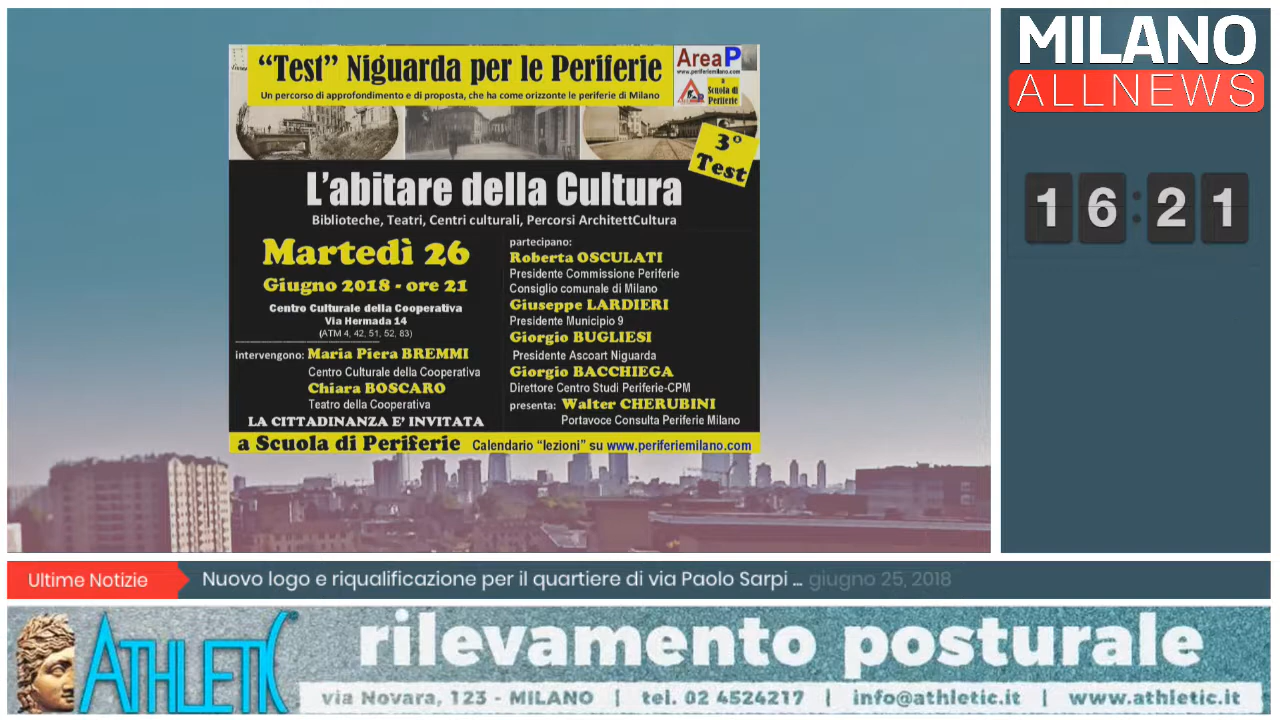 "Test" Niguarda per le Periferie
Un percorso di approfondimento e di proposta, che ha come orizzonte le periferie di Milano
AreaP
www.periferiemilano.com
a
Scuola di
Periferie
3°
Test
L'abitare della Cultura
Biblioteche, Teatri, Centri culturali, Percorsi ArchitettCultura
Martedì 26
Giugno 2018 - ore 21
Centro Culturale della Cooperativa
Via Hermada 14
(ATM 4, 42, 51, 52, 83)
intervengono: Maria Piera BREMMI
Centro Culturale della Cooperativa
Chiara BOSCARO
Teatro della Cooperativa
LA CITTADINANZA E' INVITATA
partecipano:
Roberta OSCULATI
Presidente Commissione Periferie
Consiglio comunale di Milano
Giuseppe LARDIERI
Presidente Municipio 9
Giorgio BUGLIESI
Presidente Ascoart Niguarda
Giorgio BACCHIEGA
Direttore Centro Studi Periferie-CPM
presenta: Walter CHERUBINI
Portavoce Consulta Periferie Milano
a Scuola di Periferie Calendario "lezioni" su www.periferiemilano.com
MILANO
ALLNEWS
16:21
Ultime Notizie
Nuovo logo e riqualificazione per il quartiere di via Paolo Sarpi ... giugno 25, 2018
ATHLETIC
rilevamento posturale
via Novara, 123 - MILANO | tel. 02 4524217 | info@athletic.it | www.athletic.it